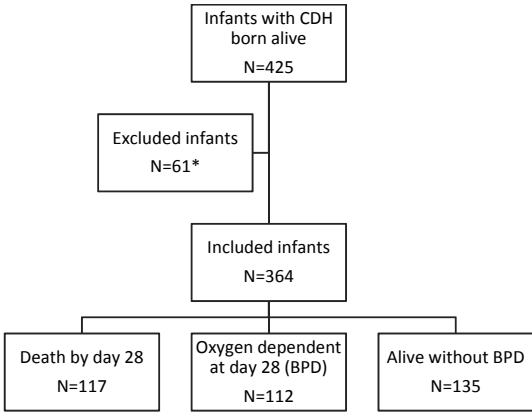 Infants with CDH
born alive
N=425
Excluded infants
N=61*
Included infants
N=364
Death by day 28
N=117
Oxygen dependent
at day 28 (BPD)
N=112
Alive without BPD
N=135